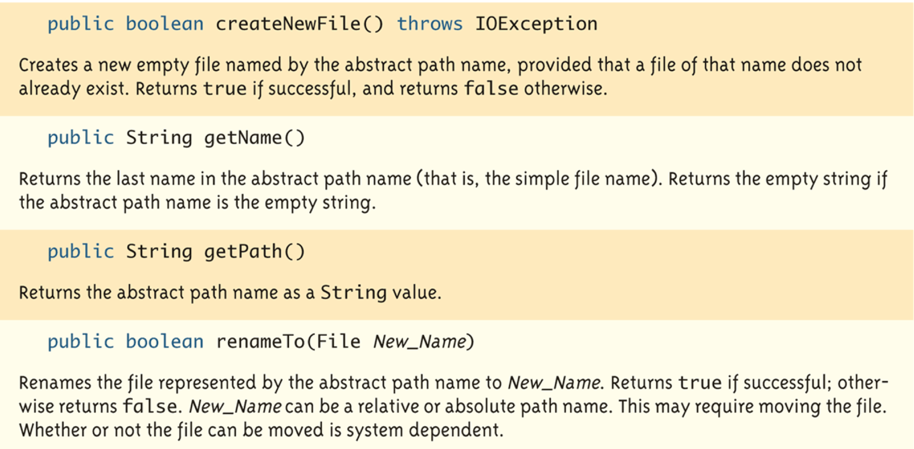 public boolean createNewFile() throws IOException
Creates a new empty file named by the abstract path name, provided that a file of that name does not
already exist. Returns true if successful, and returns false otherwise.
public String getName()
Returns the last name in the abstract path name (that is, the simple file name). Returns the empty string if
the abstract path name is the empty string.
public String getPath()
Returns the abstract path name as a String value.
public boolean renameTo(File New_Name)
Renames the file represented by the abstract path name to New_Name. Returns true if successful; other-
wise returns false. New_Name can be a relative or absolute path name. This may require moving the file.
Whether or not the file can be moved is system dependent.